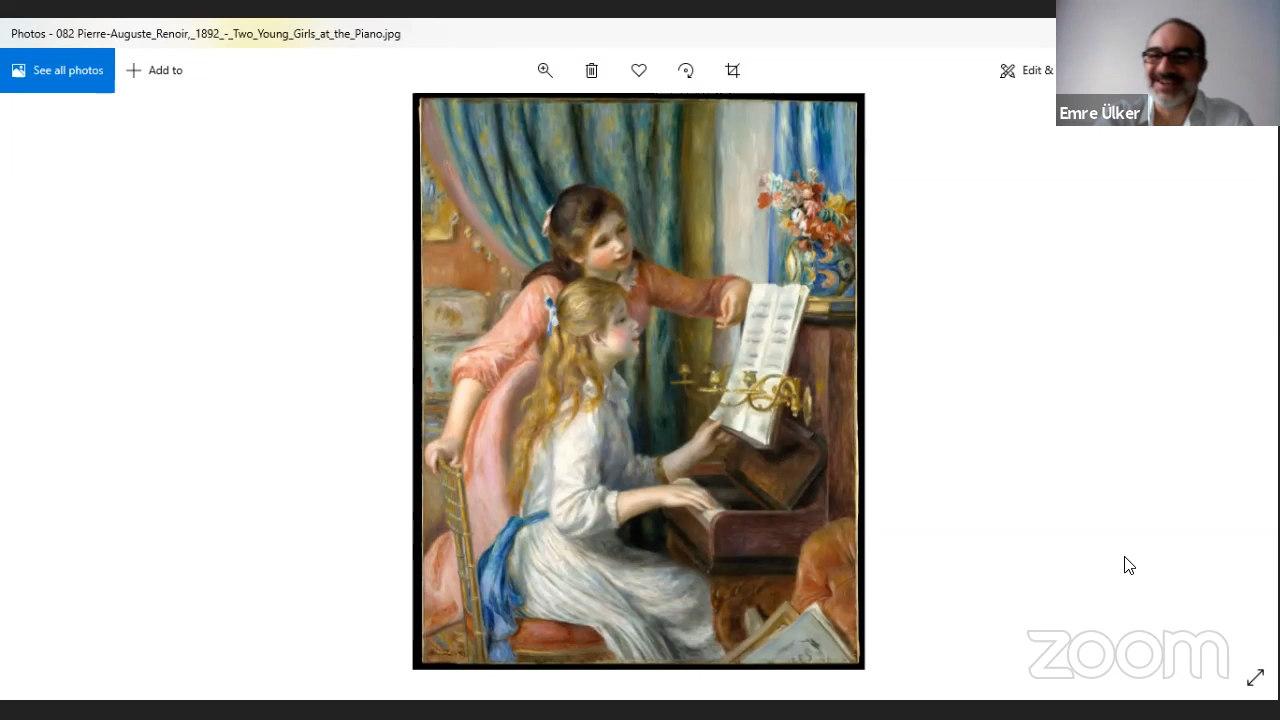 Photos - 082 Pierre-Auguste_Renoir,_1892_-_Two_Young_Girls_at_the_Piano.jpg
See all photos
Add to
Edit &
Emre Ülker
zoom